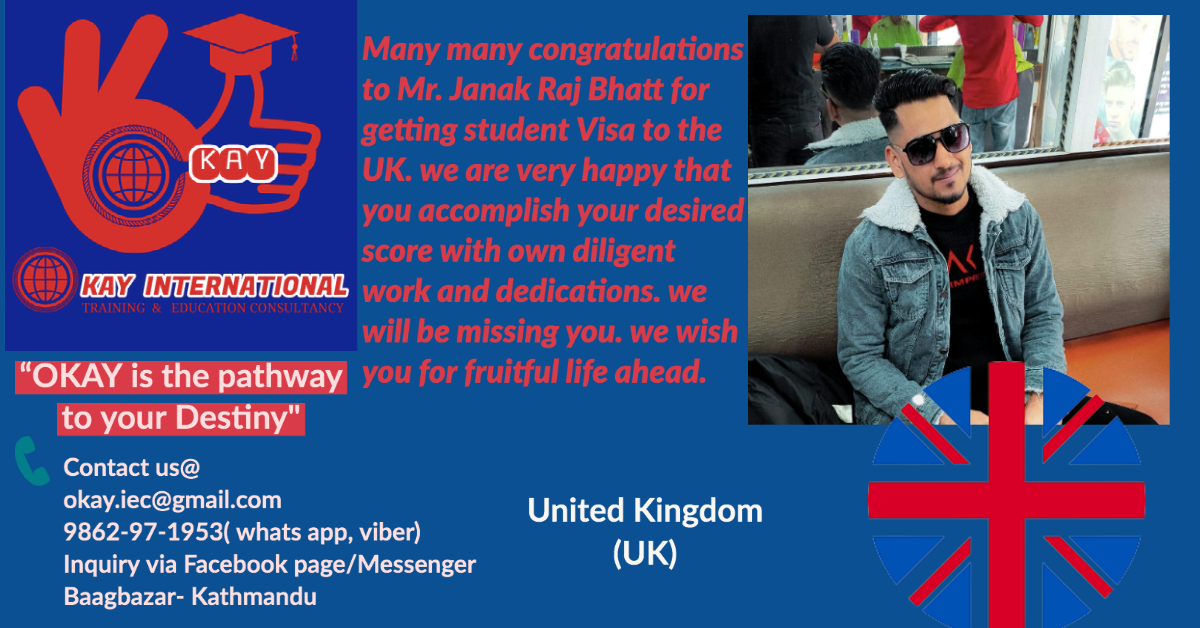 KAY
KAY INTERNATIONAL
TRAINING & EDUCATION CONSULTANCY
"OKAY is the pathway
to your Destiny"
Contact us@
okay.iec@gmail.com
9862-97-1953( whats app, viber)
Inquiry via Facebook page/Messenger
Baagbazar- Kathmandu
Many many congratulations
to Mr. Janak Raj Bhatt for
getting student Visa to the
UK. we are very happy that
you accomplish your desired
score with own diligent
work and dedications. we
will be missing you. we wish
you for fruitful life ahead.
United Kingdom
(UK)